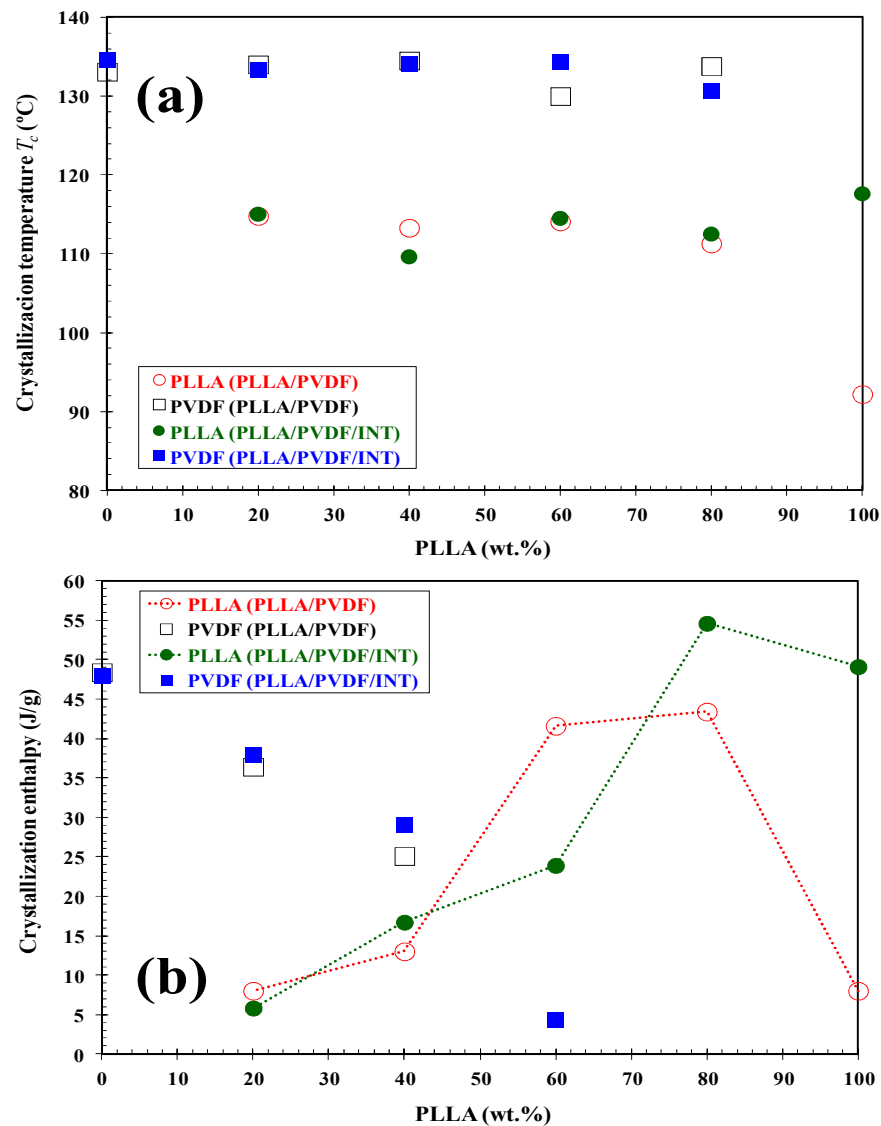 140
130
120
110
100
90
80
Crystallizacion temperature Tc (ºC)
(a)
PLLA (PLLA/PVDF)
PVDF (PLLA/PVDF)
PLLA (PLLA/PVDF/INT)
PVDF (PLLA/PVDF/INT)
0 10 20 30 40 50 60 70 80 90 100
PLLA (wt.%)
60
55
50
45
40
35
30
25
20
15
10
5
0
Crystallization enthalpy (J/g)
PLLA (PLLA/PVDF)
PVDF (PLLA/PVDF)
PLLA (PLLA/PVDF/INT)
PVDF (PLLA/PVDF/INT)
(b)
0 10 20 30 40 50 60 70 80 90 100
PLLA (wt.%)